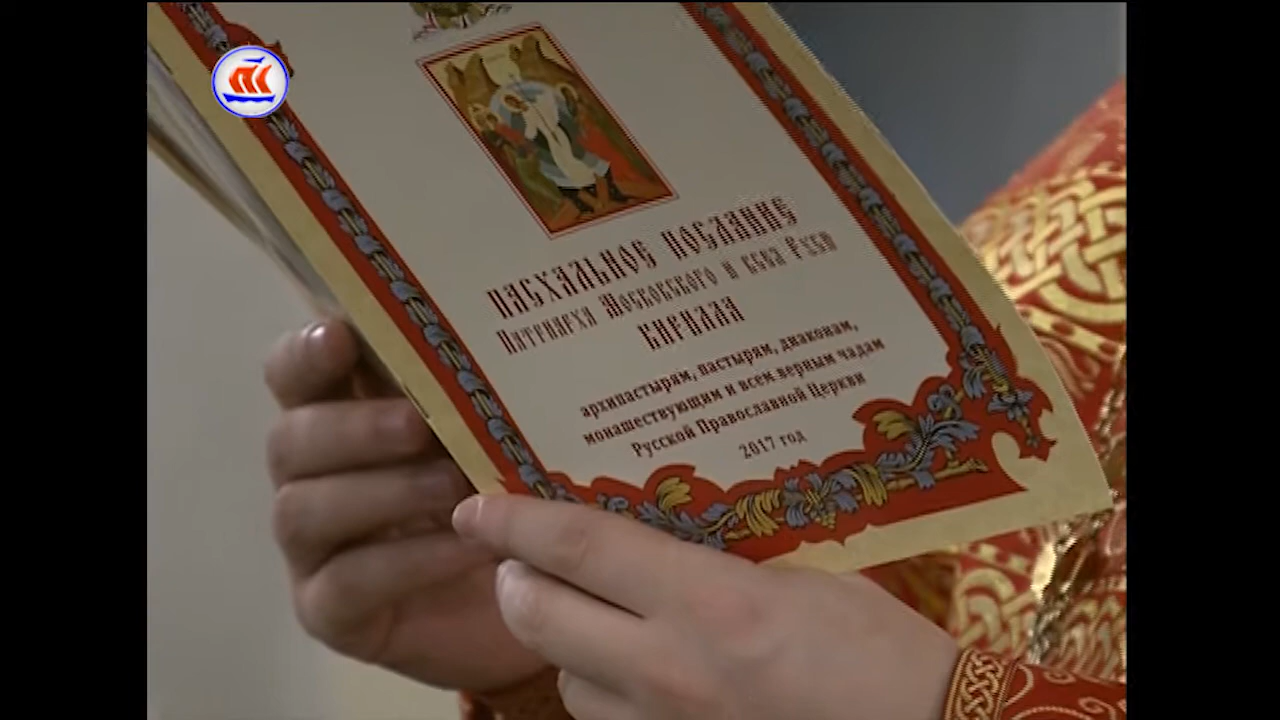 ПАСХАЛЬНОЕ ПОСЛАНИЕ
Патриарха Московского и всея Руси
КИРИЛЛА
архипастырям, пастырям, диаконам,
монашествующим и всем верным чадам
Русской Православной Церкви
2017 год